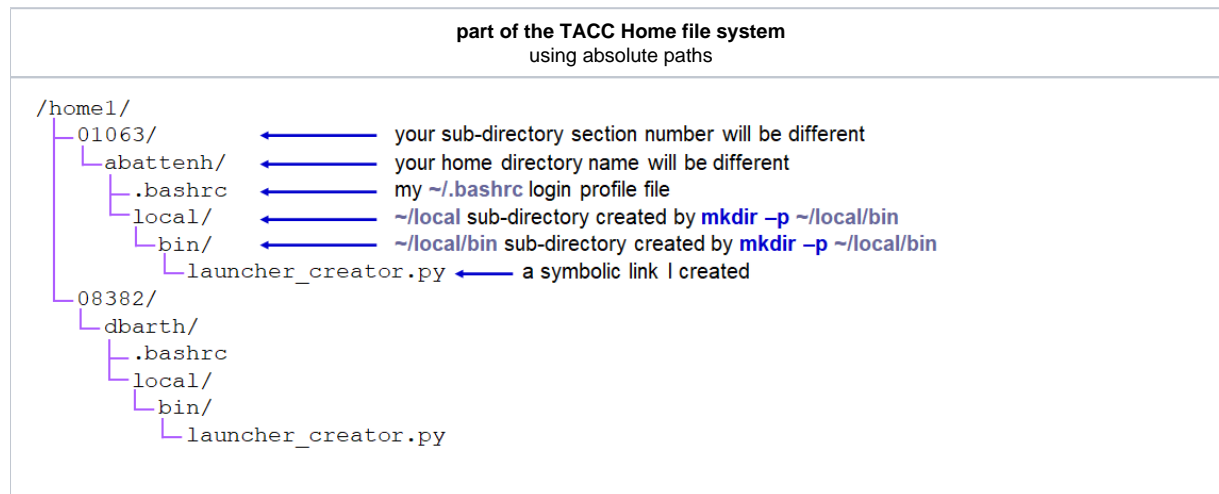 part of the TACC Home file system
using absolute paths
/home1/
01063/ your sub-directory section number will be different
abattenh/ your home directory name will be different
.bashrc my ~/.bashrc login profile file
local/ ~/local sub-directory created by mkdir –p ~/local/bin
bin/ ~/local/bin sub-directory created by mkdir –p ~/local/bin
launcher_creator.py a symbolic link I created
08382/
dbarth/
.bashrc
local/
bin/
launcher_creator.py